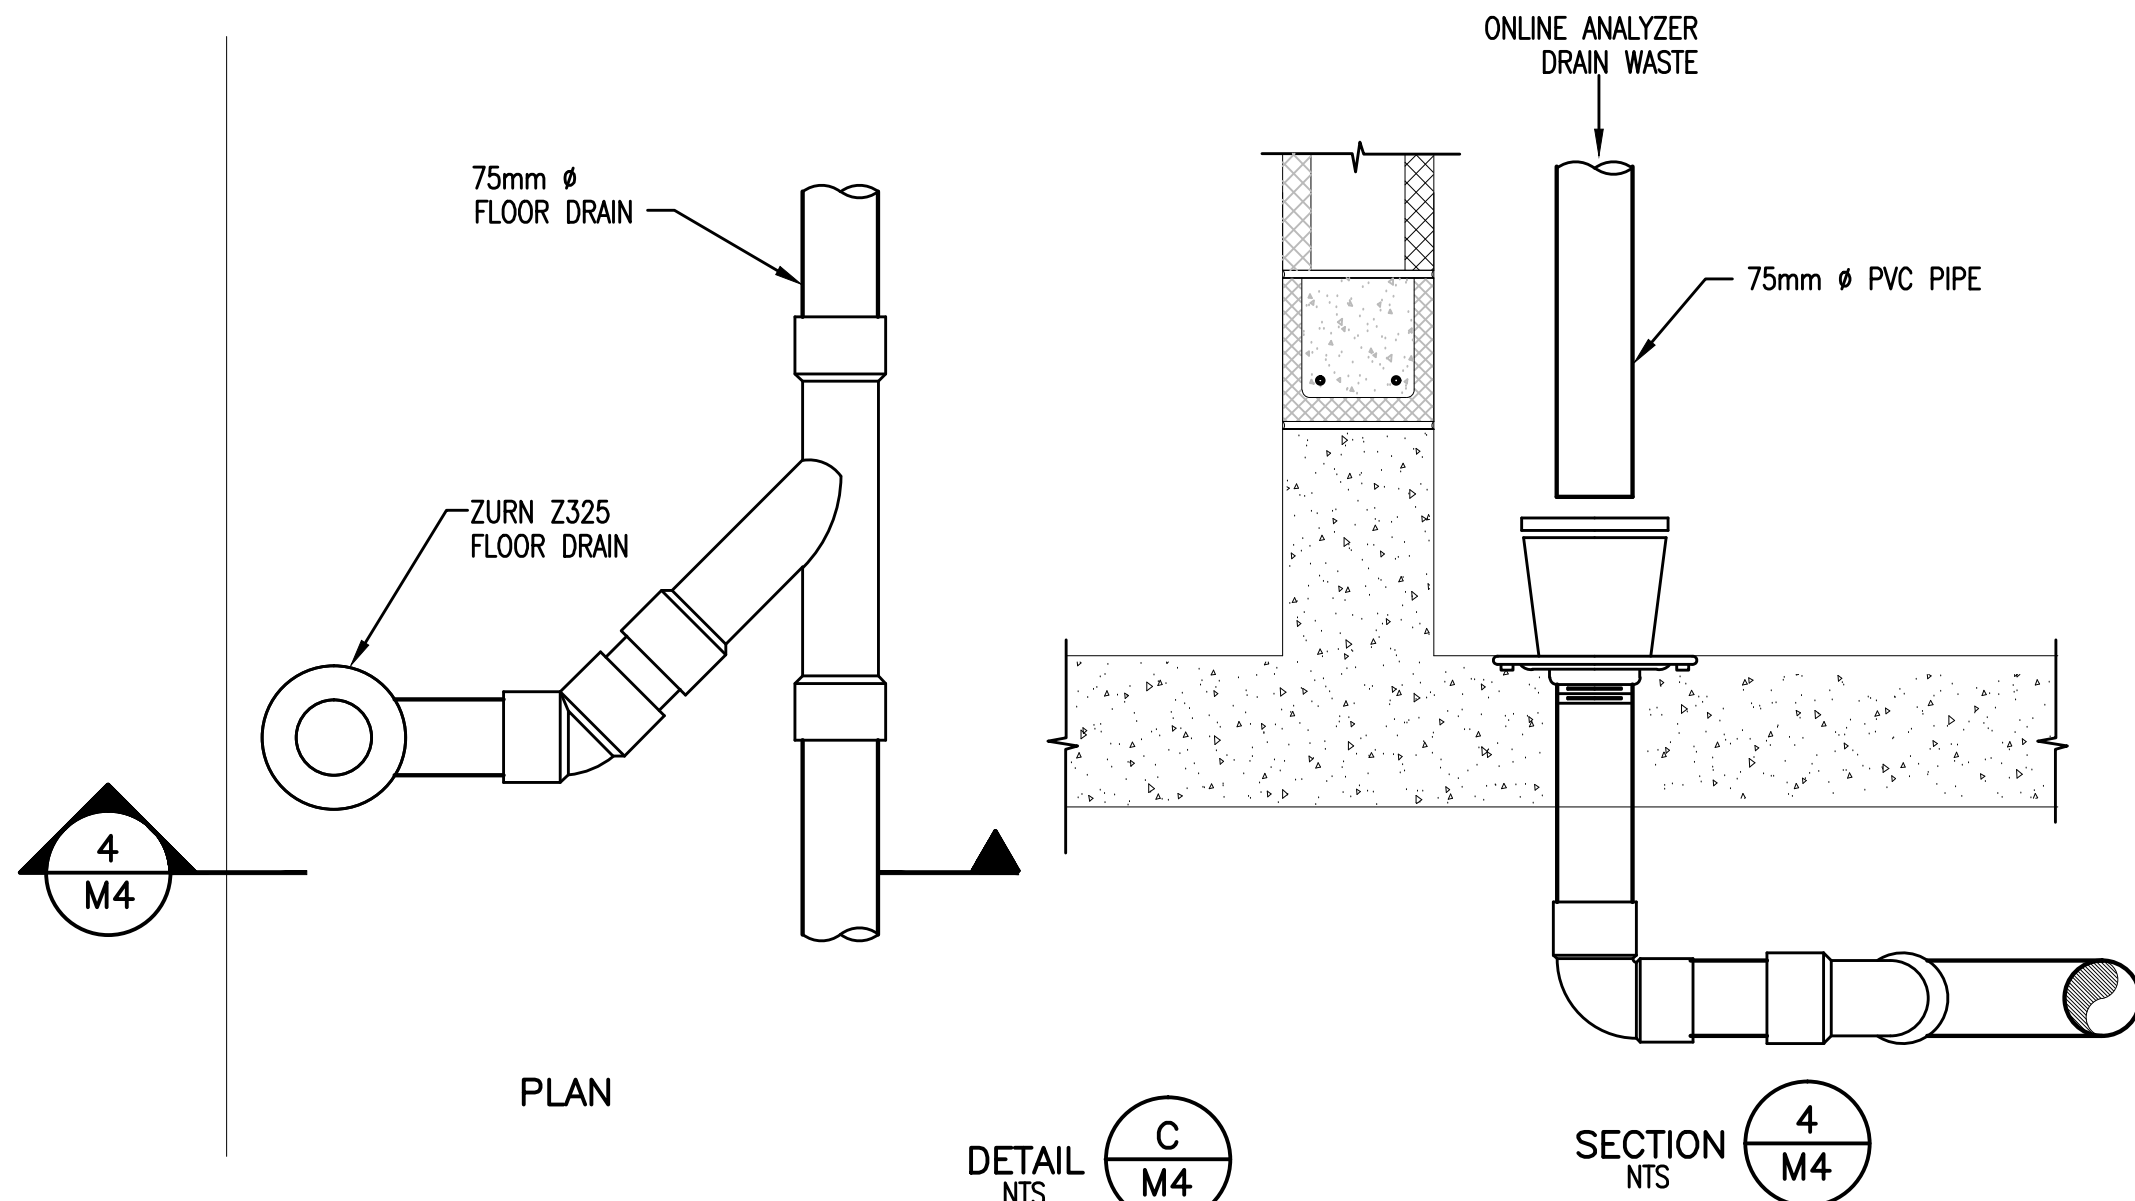 ONLINE ANALYZER
DRAIN WASTE
75mm ø
FLOOR DRAIN
75mm ø PVC PIPE
ZURN Z325
FLOOR DRAIN
4
M4
PLAN
DETAIL
NTS
C
M4
SECTION
NTS
4
M4